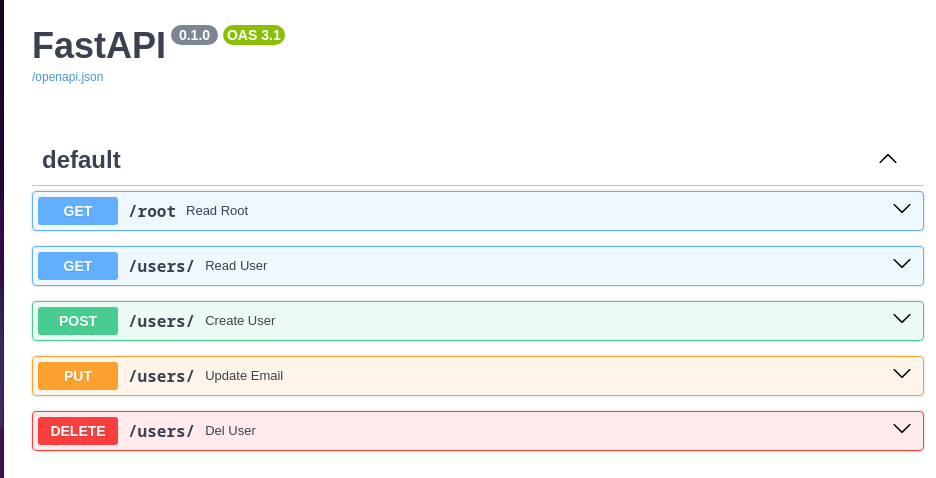 FastAPI 0.1.0 OAS 3.1
/openapi.json
default
GET /root Read Root
GET /users/ Read User
POST /users/ Create User
PUT /users/ Update Email
DELETE /users/ Del User